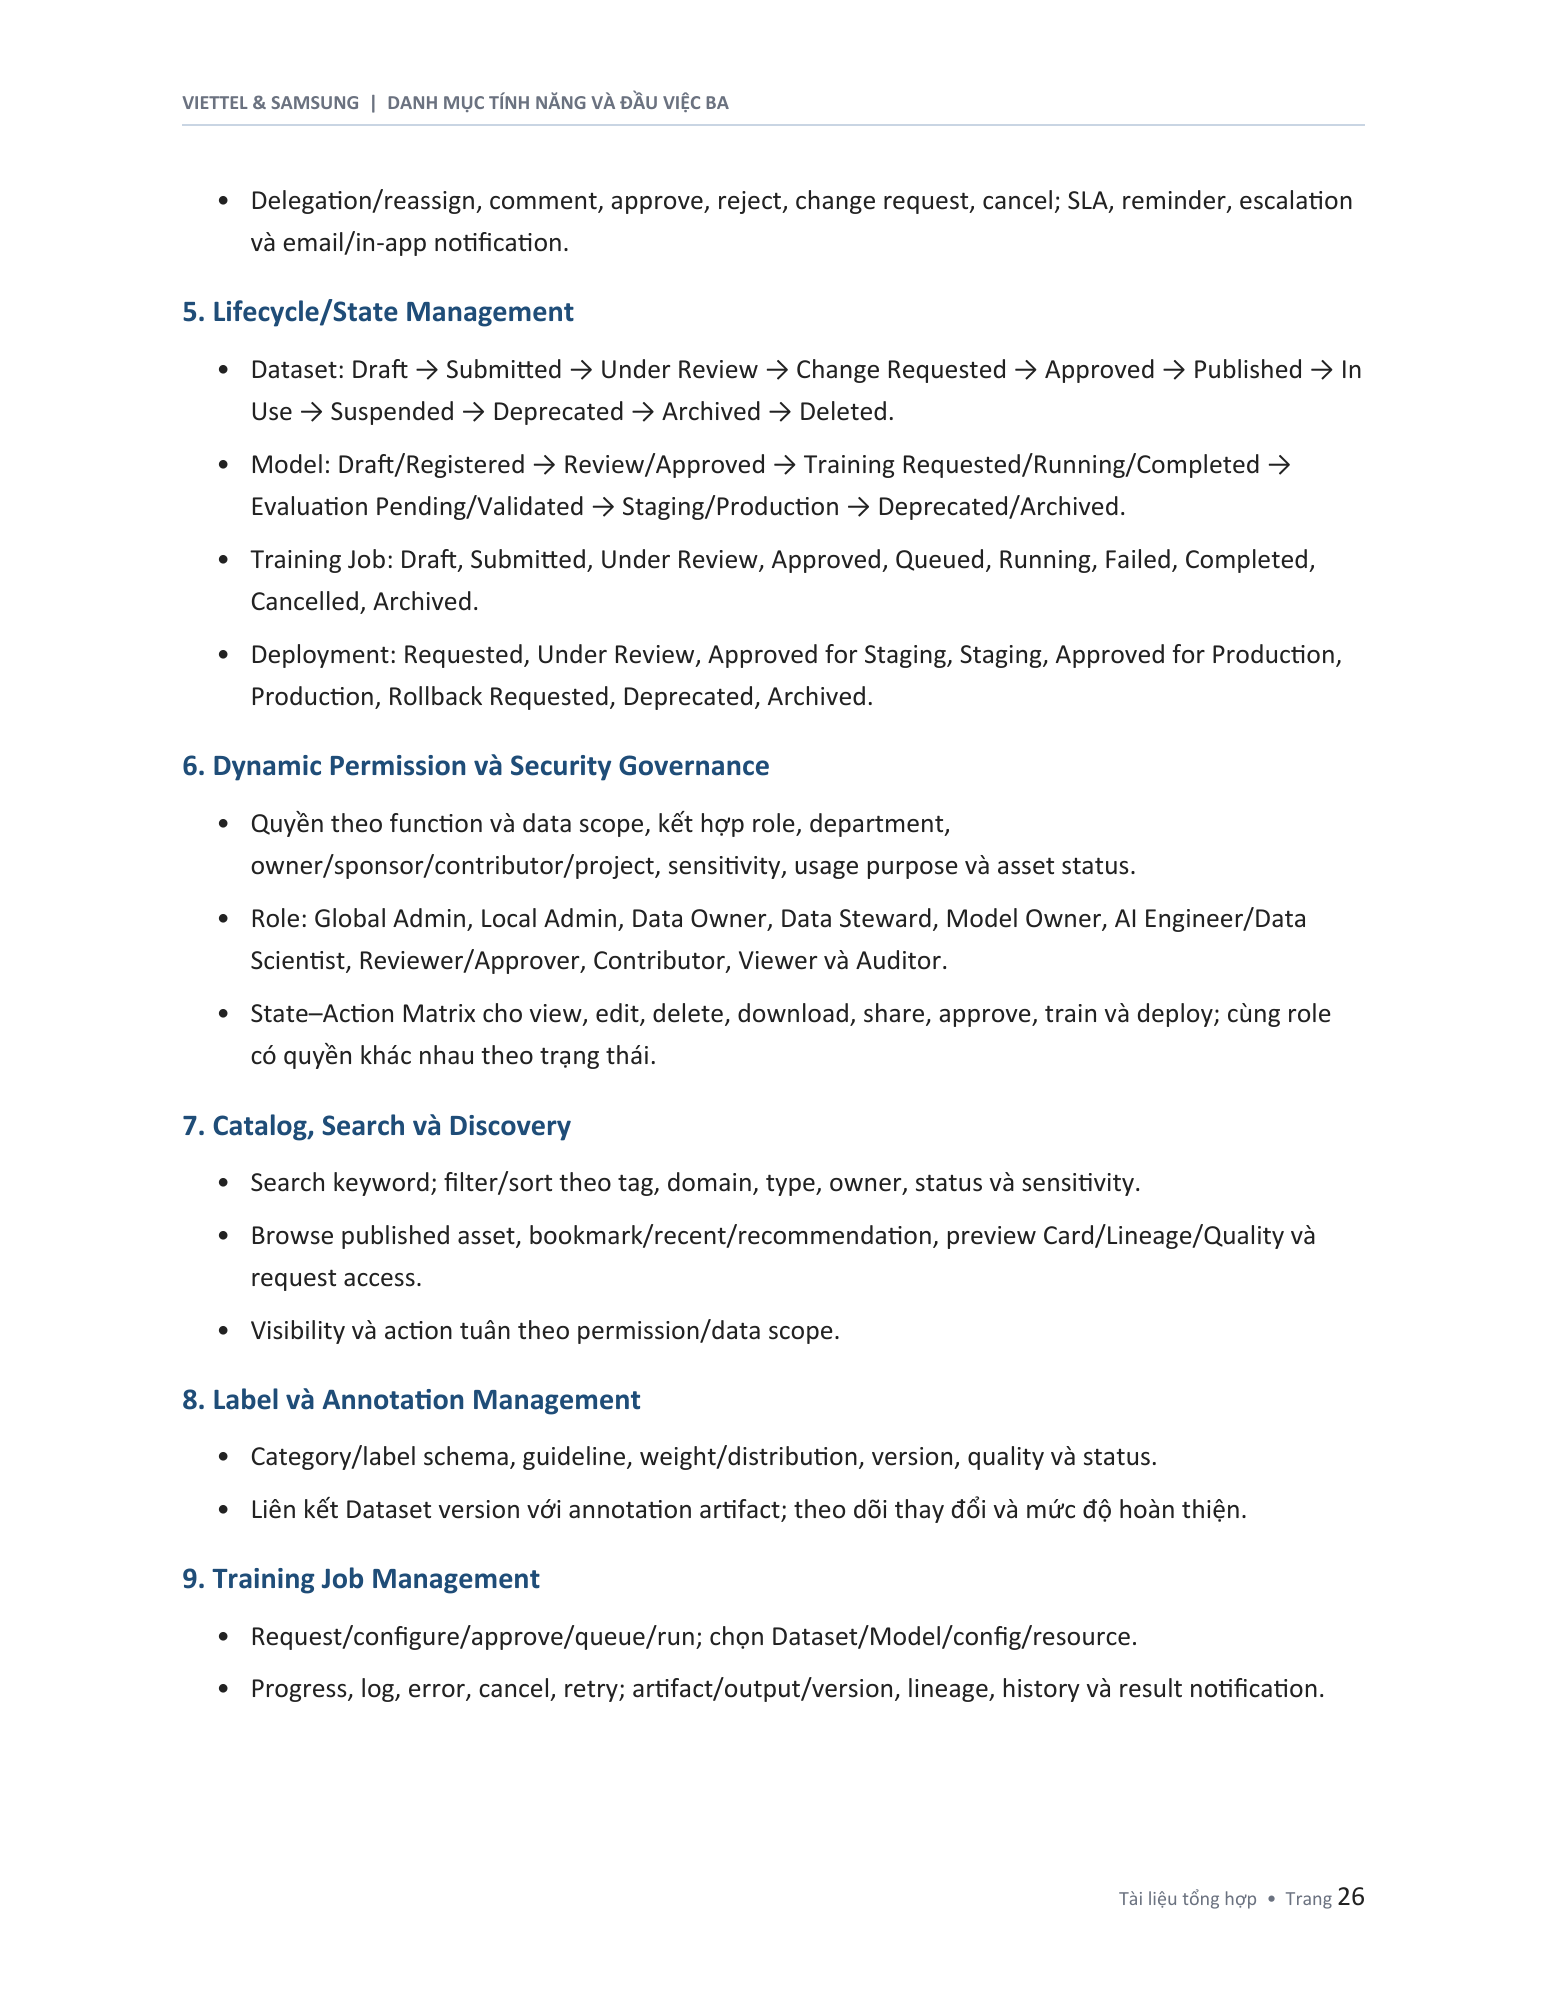 VIETTEL & SAMSUNG | DANH MỤC TÍNH NĂNG VÀ ĐẦU VIỆC BA
• Delegation/reassign, comment, approve, reject, change request, cancel; SLA, reminder, escalation
và email/in-app notification.
5. Lifecycle/State Management
• Dataset: Draft → Submitted → Under Review → Change Requested → Approved → Published → In
Use → Suspended → Deprecated → Archived → Deleted.
• Model: Draft/Registered → Review/Approved → Training Requested/Running/Completed →
Evaluation Pending/Validated → Staging/Production → Deprecated/Archived.
• Training Job: Draft, Submitted, Under Review, Approved, Queued, Running, Failed, Completed,
Cancelled, Archived.
• Deployment: Requested, Under Review, Approved for Staging, Staging, Approved for Production,
Production, Rollback Requested, Deprecated, Archived.
6. Dynamic Permission và Security Governance
• Quyền theo function và data scope, kết hợp role, department,
owner/sponsor/contributor/project, sensitivity, usage purpose và asset status.
• Role: Global Admin, Local Admin, Data Owner, Data Steward, Model Owner, AI Engineer/Data
Scientist, Reviewer/Approver, Contributor, Viewer và Auditor.
• State–Action Matrix cho view, edit, delete, download, share, approve, train và deploy; cùng role
có quyền khác nhau theo trạng thái.
7. Catalog, Search và Discovery
• Search keyword; filter/sort theo tag, domain, type, owner, status và sensitivity.
• Browse published asset, bookmark/recent/recommendation, preview Card/Lineage/Quality và
request access.
• Visibility và action tuân theo permission/data scope.
8. Label và Annotation Management
• Category/label schema, guideline, weight/distribution, version, quality và status.
• Liên kết Dataset version với annotation artifact; theo dõi thay đổi và mức độ hoàn thiện.
9. Training Job Management
• Request/configure/approve/queue/run; chọn Dataset/Model/config/resource.
• Progress, log, error, cancel, retry; artifact/output/version, lineage, history và result notification.
Tài liệu tổng hợp • Trang 26